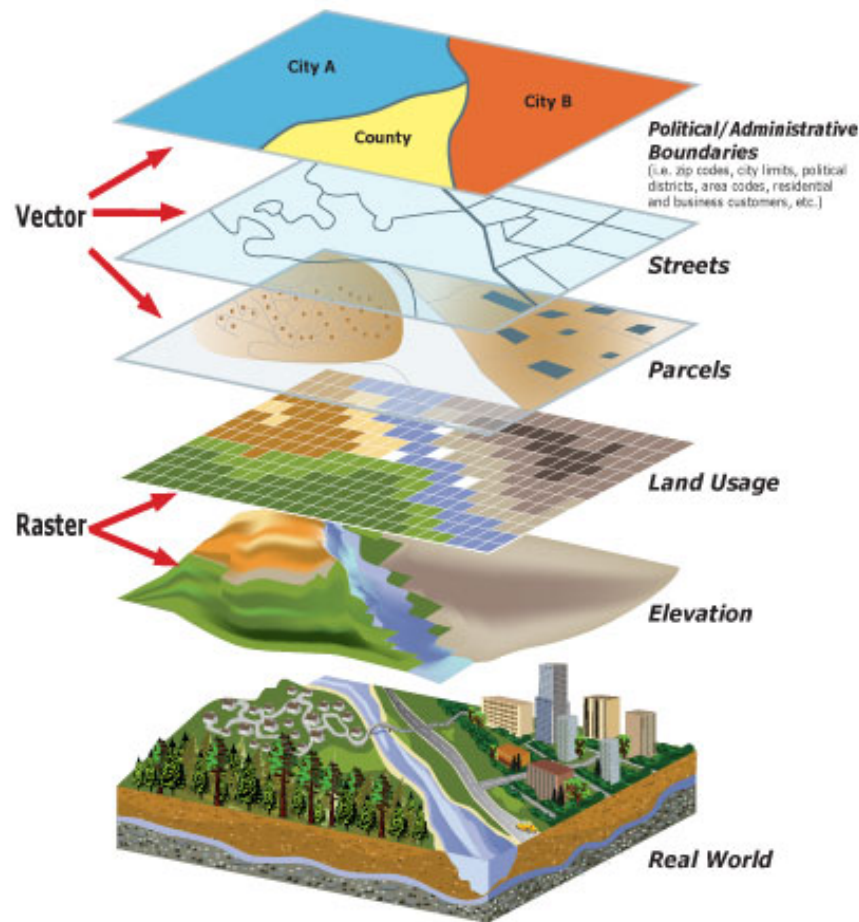 City A
City B
County
Political/Administrative
Boundaries
(i.e. zip codes, city limits, political
districts, area codes, residential
and business customers, etc.)
Vector
Streets
Parcels
Land Usage
Raster
Elevation
Real World